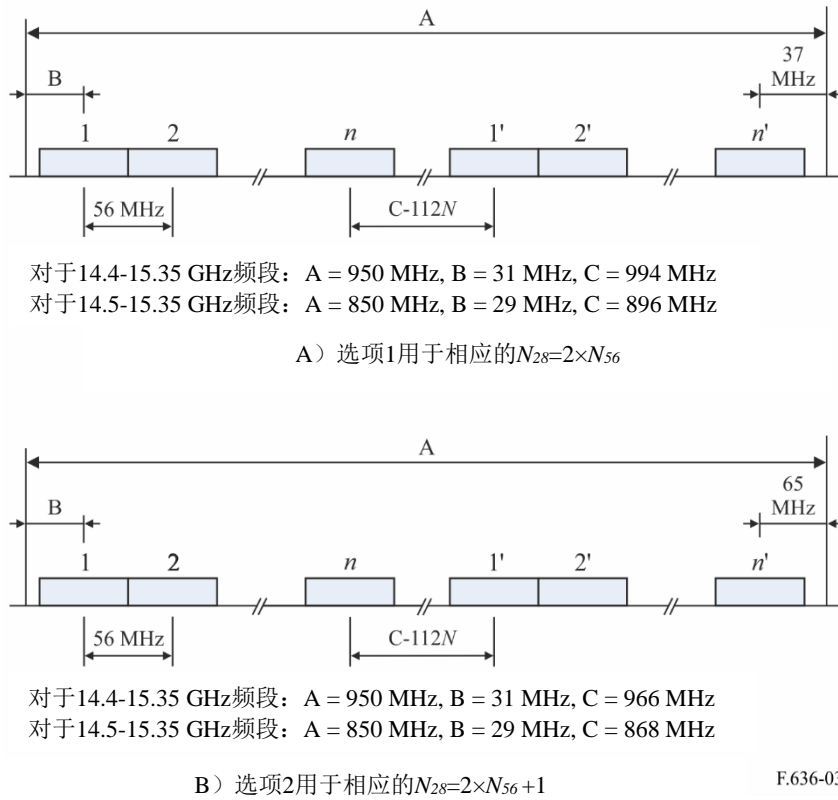 A
B
37
MHz
1 2 n 1' 2' n'
56 MHz
C-112N
对于14.4-15.35 GHz频段：A = 950 MHz, B = 31 MHz, C = 994 MHz
对于14.5-15.35 GHz频段：A = 850 MHz, B = 29 MHz, C = 896 MHz
A）选项1用于相应的N28=2×N56
A
B
65
MHz
1 2 n 1' 2' n'
56 MHz
C-112N
对于14.4-15.35 GHz频段：A = 950 MHz, B = 31 MHz, C = 966 MHz
对于14.5-15.35 GHz频段：A = 850 MHz, B = 29 MHz, C = 868 MHz
B）选项2用于相应的N28=2×N56+1
F.636-03